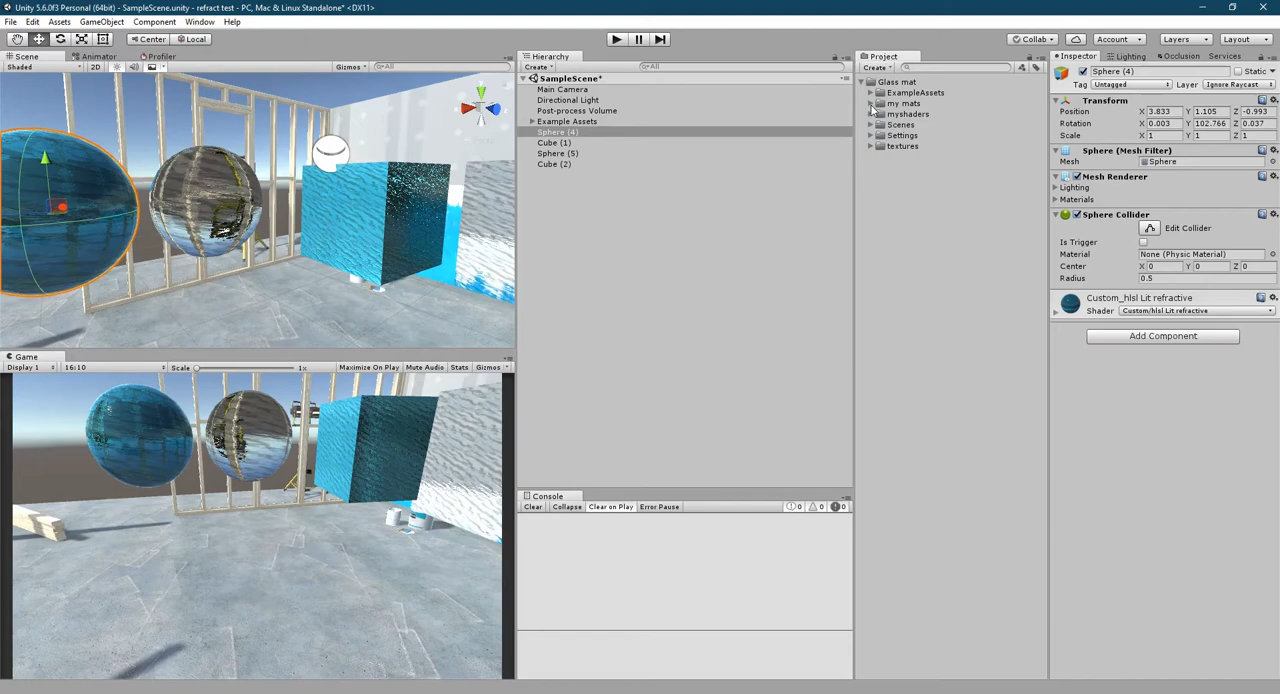 Unity 5.6.0f3 Personal (64bit) - SampleScene.unity - refract test - PC, Mac & Linux Standalone* <DX11>
File Edit Assets GameObject Component Window Help
Center Local Collab Account Layers Layout
Scene Animator Profiler
Shaded 2D Gizmos All
Game
Display 1 16:10 Scale 1x Maximize On Play Mute Audio Stats Gizmos
Hierarchy
Create All
SampleScene*
Main Camera
Directional Light
Post-process Volume
Example Assets
Sphere (4)
Cube (1)
Sphere (5)
Cube (2)
Console
Clear Collapse Clear on Play Error Pause 0 0 0
Project
Create
Glass mat
ExampleAssets
my mats
myshaders
Scenes
Settings
textures
Inspector Lighting Occlusion Services
Sphere (4) Static
Tag Untagged Layer Ignore Raycast
Transform
Position X 3.833 Y 1.105 Z -0.993
Rotation X 0.003 Y 102.766 Z 0.037
Scale X 1 Y 1 Z 1
Sphere (Mesh Filter)
Mesh Sphere
Mesh Renderer
Lighting
Materials
Sphere Collider
Edit Collider
Is Trigger
Material None (Physic Material)
Center X 0 Y 0 Z 0
Radius 0.5
Custom_hlsl Lit refractive
Shader Custom/hlsl Lit refractive
Add Component